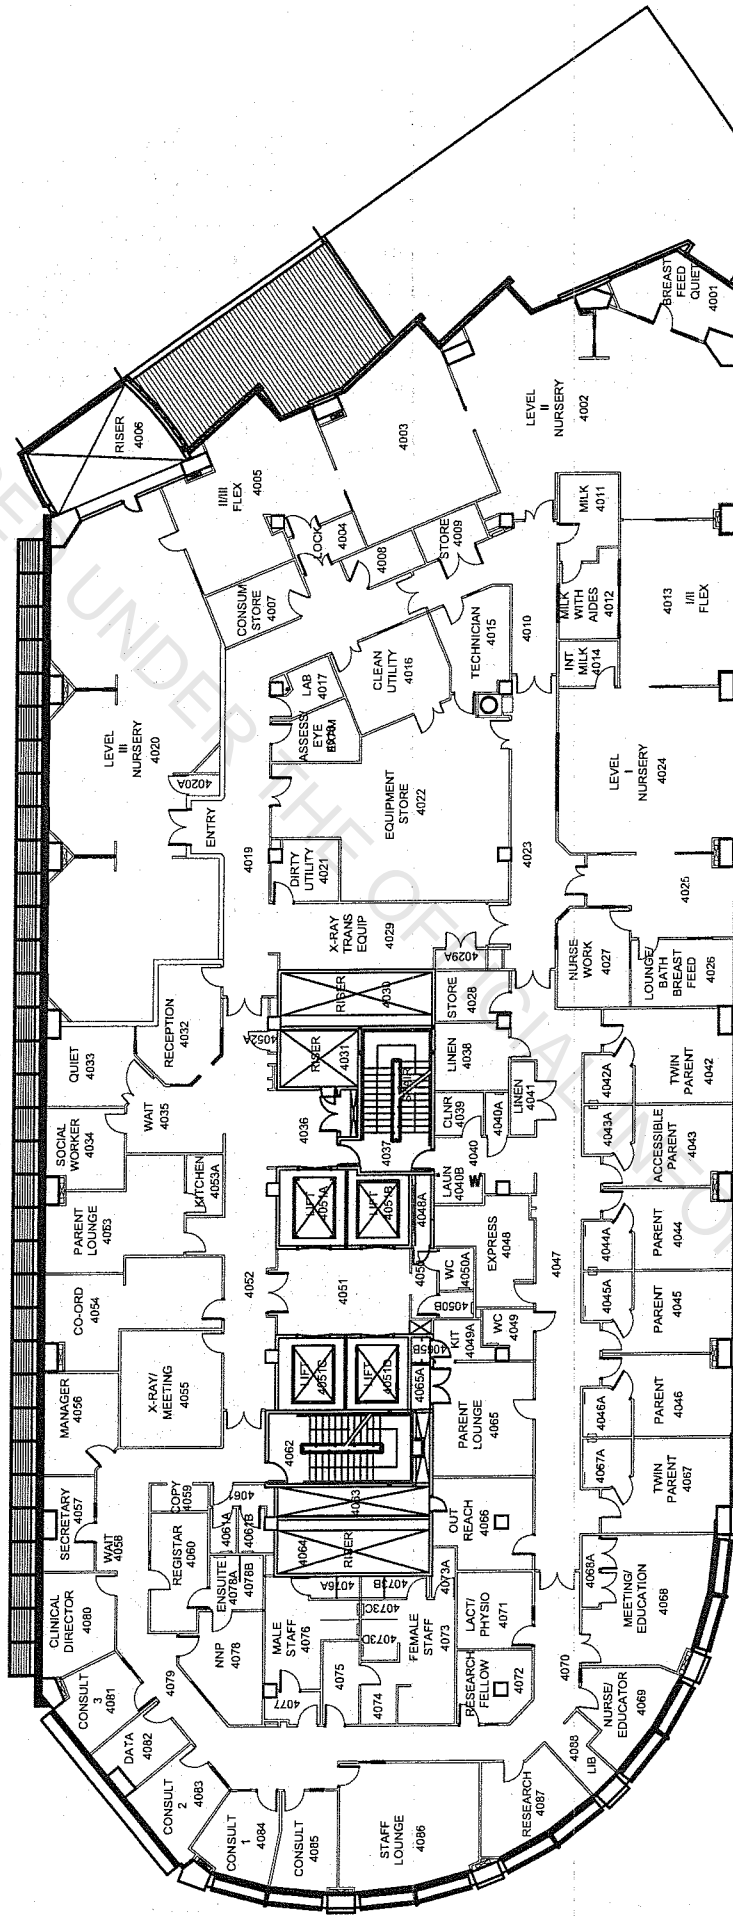 RISER
4006
BREAST
FEED
QUIET
4001
LEVEL
II
NURSERY
4002
4003
II/III
FLEX
4005
LOCK
4004
4008
STORE
4009
MILK
4011
CONSUM
STORE
4007
MILK
WITH
AIDES
4012
4013
I/II
FLEX
INT
MILK
4014
4010
TECHNICIAN
4015
CLEAN
UTILITY
4016
LAB
4017
ASSESS/
EYE
LEVEL
III
NURSERY
4020
4020A
ENTRY
4019
EQUIPMENT
STORE
4022
DIRTY
UTILITY
4021
4023
LEVEL
I
NURSERY
4024
4025
X-RAY
TRANS
EQUIP
4029
4029A
NURSE
WORK
4027
LOUNGE/
BATH
BREAST
FEED
4026
RISER
4030
STORE
4028
RECEPTION
4032
QUIET
4033
4052A
RISER
4031
LINEN
4038
LINEN
4041
4042A
TWIN
PARENT
4042
SOCIAL
WORKER
4034
WAIT
4035
4036
4037
CLNR
4039
4040
4040A
4043A
ACCESSIBLE
PARENT
4043
PARENT
LOUNGE
4053
KITCHEN
4053A
LIFT
4051A
LIFT
4051B
4048A
LAUN
4040B
EXPRESS
4048
4047
4044A
PARENT
4044
CO-ORD
4054
4052
4051
WC
4050A
4050B
4045A
PARENT
4045
MANAGER
4056
X-RAY/
MEETING
4055
LIFT
4051C
LIFT
4051D
4065B
4065A
KIT
4049A
WC
4049
PARENT
LOUNGE
4065
4046A
PARENT
4046
4067A
TWIN
PARENT
4067
SECRETARY
4057
WAIT
4058
COPY
4059
4062
4061A
4061B
4063
4064
RISER
OUT
REACH
4066
REGISTAR
4060
CLINICAL
DIRECTOR
4080
ENSUITE
4078A
4078B
NNP
4078
MALE
STAFF
4076
4076A
4073B
4073C
4073D
4073A
FEMALE
STAFF
4073
LACT/
PHYSIO
4071
4068A
MEETING/
EDUCATION
4068
CONSULT
3
4081
4079
4077
4075
4074
RESEARCH
FELLOW
4072
4070
NURSE/
EDUCATOR
4069
DATA
4082
CONSULT
2
4083
CONSULT
1
4084
CONSULT
4085
STAFF
LOUNGE
4086
RESEARCH
4087
4088
LIB
UNDER THE OFFICIAL